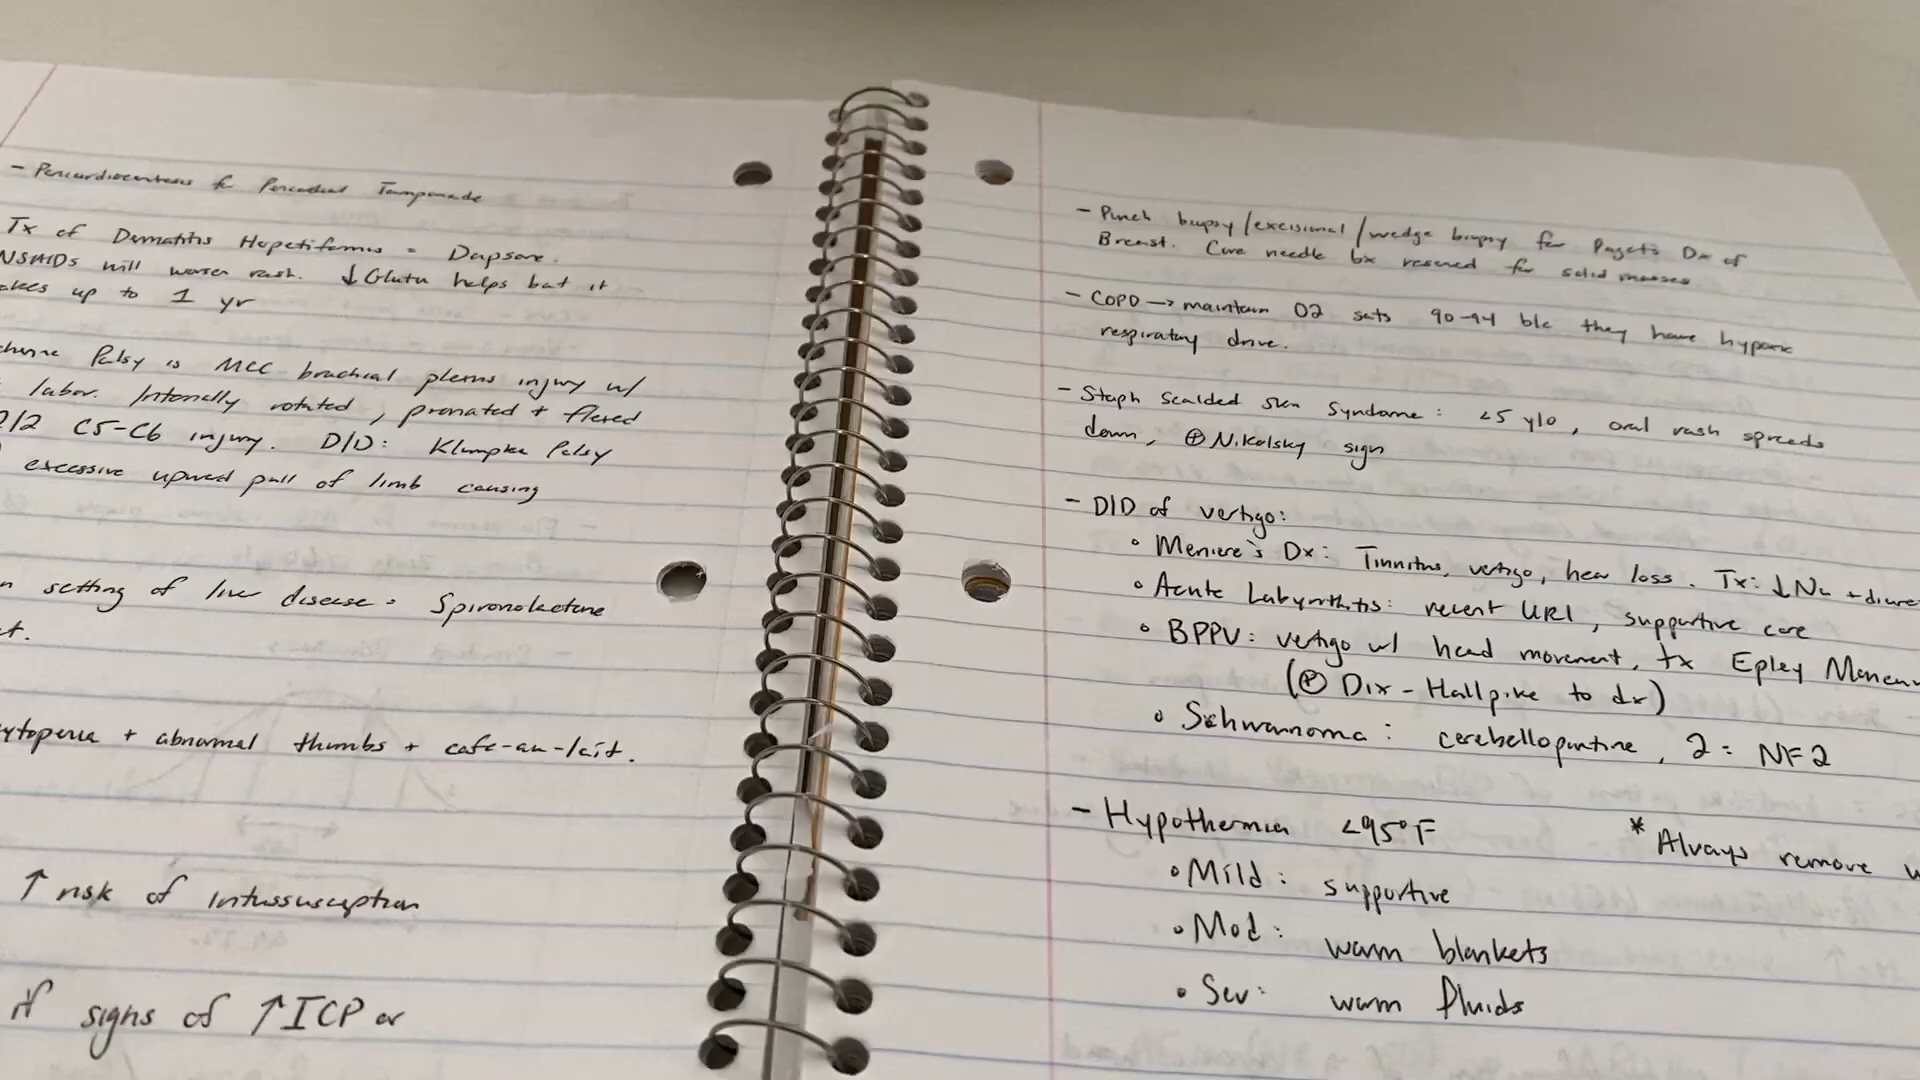 - Pericardiocentesis for Pericardial Tamponade
Tx of Dermatitis Herpetiformis = Dapsone.
NSAIDs will worsen rash. ↓Gluten helps but it
takes up to 1 yr
Palsy is MCC brachial plexus injury w/
labor. Internally rotated, pronated + flexed
2/2 C5-C6 injury. D/D: Klumpke Palsy
excessive upward pull of limb causing
setting of liver disease = Spironolactone
cytopenia + abnormal thumbs + cafe-au-lait.
↑ risk of intussusception
if signs of ↑ICP or
- Punch biopsy/excisional/wedge biopsy for Pagets Dx of
Breast. Core needle bx reserved for solid masses.
- COPD → maintain O2 sats 90-94 b/c they have hypoxic
respiratory drive.
- Staph Scalded Skin Syndrome: <5 y/o, oral rash spreads
down, ⊕ Nikolsky sign
- D/D of vertigo:
• Meniere's Dx: Tinnitus, vertigo, hear loss. Tx: ↓Na + diure
• Acute Labyrinthitis: recent URI, supportive care
• BPPV: vertigo w/ head movement, tx Epley Maneuv
(⊕ Dix-Hallpike to dx)
• Schwannoma: cerebellopontine, 2 = NF2
- Hypothermia <95°F
* Always remove w
• Mild: supportive
• Mod: warm blankets
• Sev: warm fluids